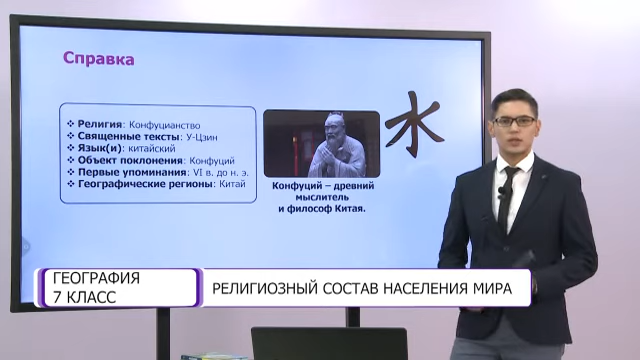 Справка
❖ Религия: Конфуцианство
❖ Священные тексты: У-Цзин
❖ Язык(и): китайский
❖ Объект поклонения: Конфуций
❖ Первые упоминания: VI в. до н. э.
❖ Географические регионы: Китай
水
Конфуций – древний
мыслитель
и философ Китая.
ГЕОГРАФИЯ
7 КЛАСС
РЕЛИГИОЗНЫЙ СОСТАВ НАСЕЛЕНИЯ МИРА